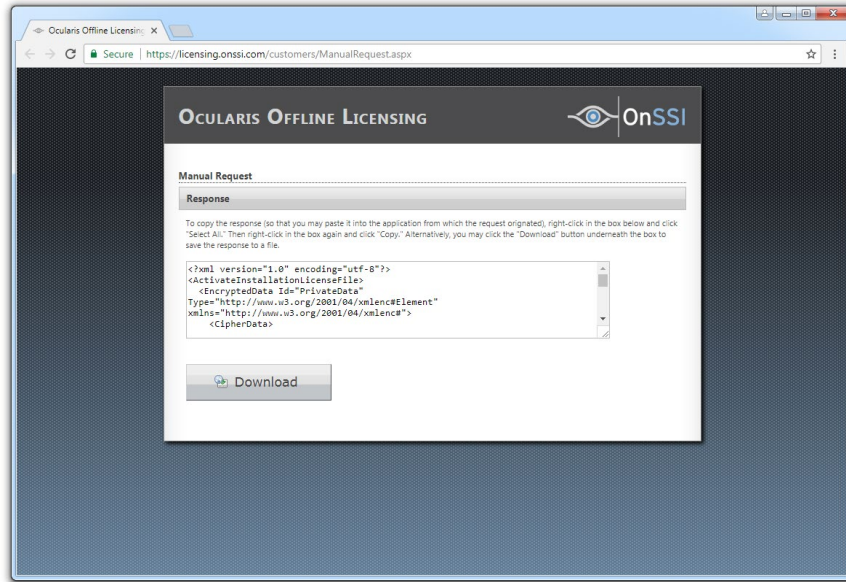 Ocularis Offline Licensing
Secure | https://licensing.onssi.com/customers/ManualRequest.aspx
OCULARIS OFFLINE LICENSING
OnSSI
Manual Request
Response
To copy the response (so that you may paste it into the application from which the request orignated), right-click in the box below and click
"Select All." Then right-click in the box again and click "Copy." Alternatively, you may click the "Download" button underneath the box to
save the response to a file.
<?xml version="1.0" encoding="utf-8"?>
<ActivateInstallationLicenseFile>
<EncryptedData Id="PrivateData"
Type="http://www.w3.org/2001/04/xmlenc#Element"
xmlns="http://www.w3.org/2001/04/xmlenc#">
<CipherData>
Download